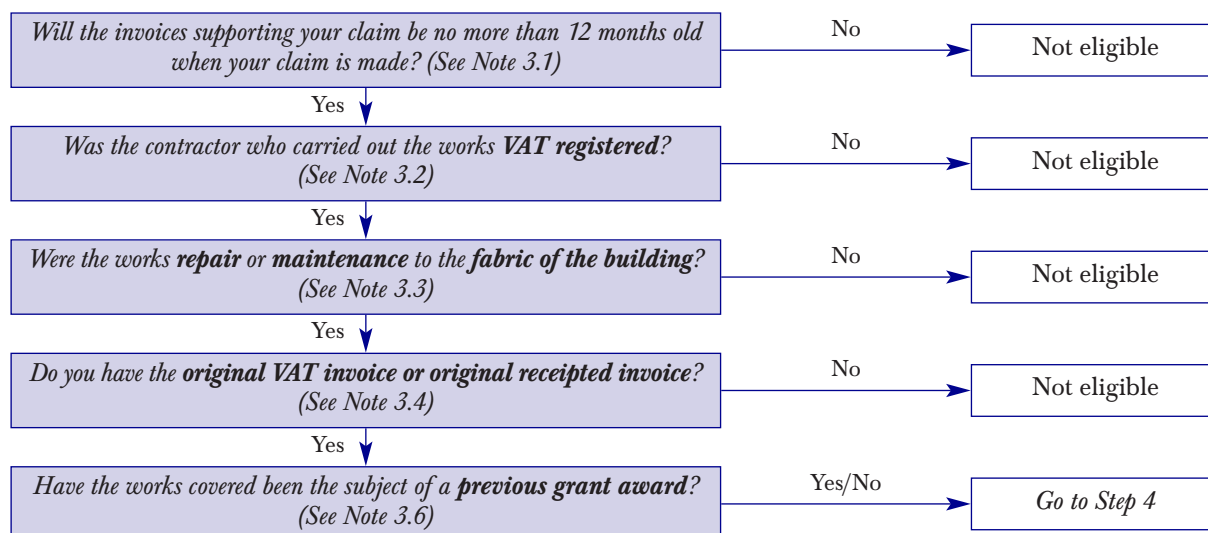 Will the invoices supporting your claim be no more than 12 months old
when your claim is made? (See Note 3.1)
No
Not eligible
Yes
Was the contractor who carried out the works VAT registered?
(See Note 3.2)
No
Not eligible
Yes
Were the works repair or maintenance to the fabric of the building?
(See Note 3.3)
No
Not eligible
Yes
Do you have the original VAT invoice or original receipted invoice?
(See Note 3.4)
No
Not eligible
Yes
Have the works covered been the subject of a previous grant award?
(See Note 3.6)
Yes/No
Go to Step 4